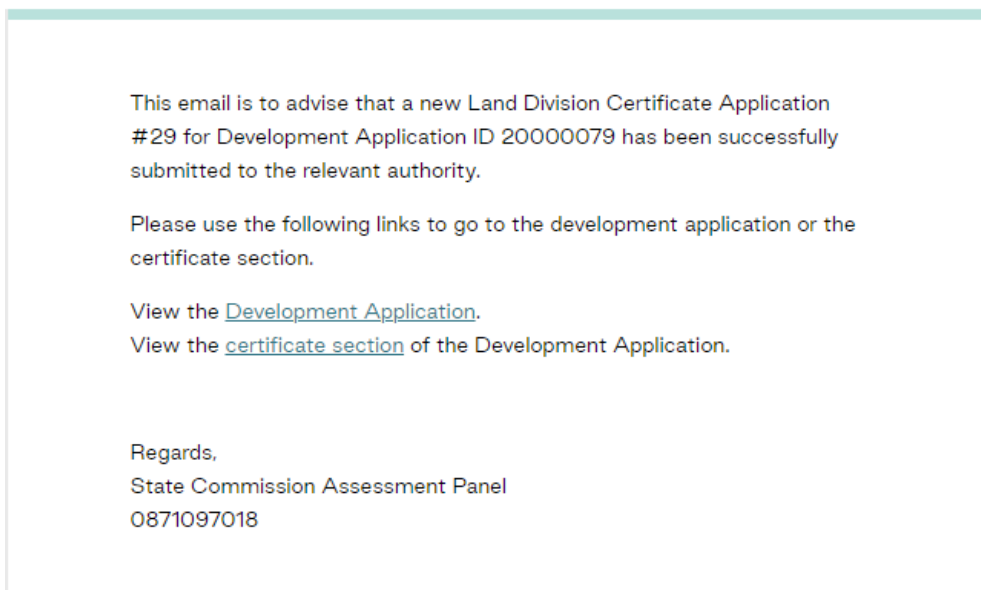 This email is to advise that a new Land Division Certificate Application
#29 for Development Application ID 20000079 has been successfully
submitted to the relevant authority.
Please use the following links to go to the development application or the
certificate section.
View the Development Application.
View the certificate section of the Development Application.
Regards,
State Commission Assessment Panel
0871097018